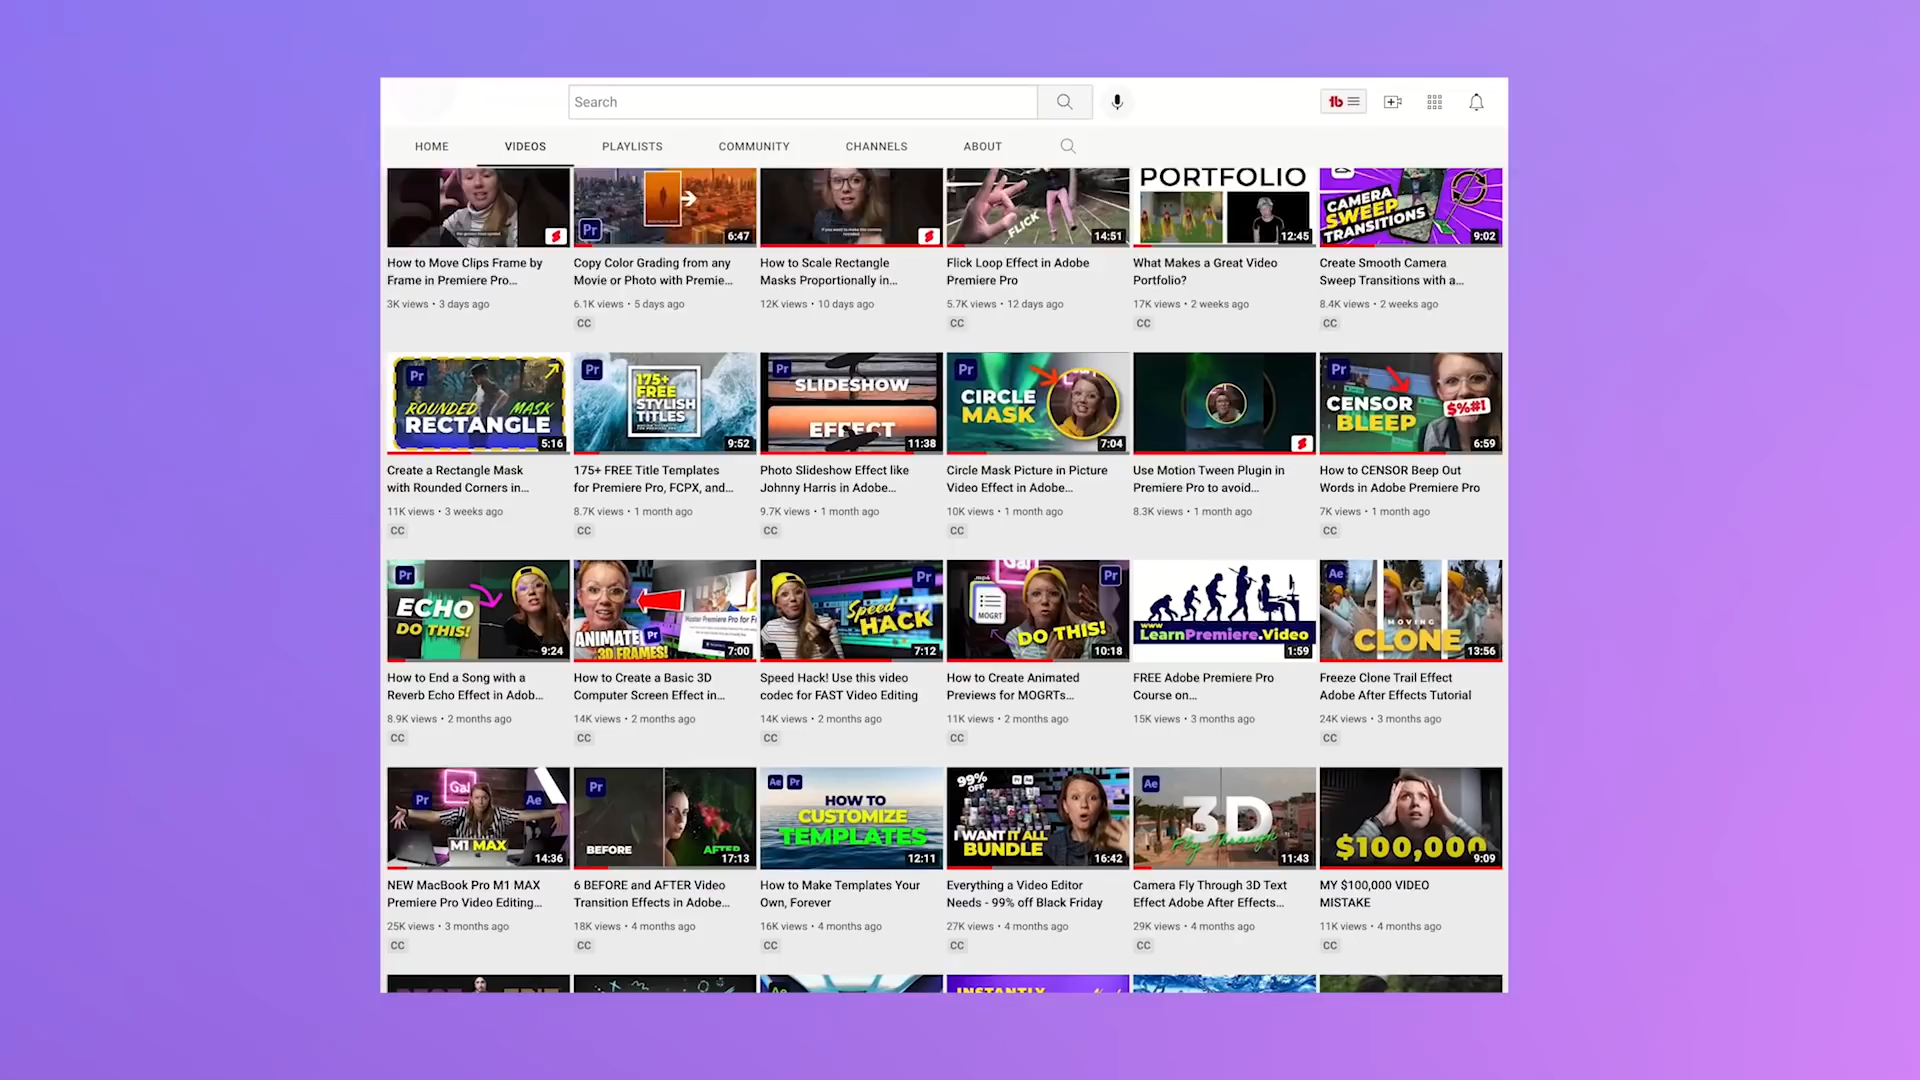 Search
HOME VIDEOS PLAYLISTS COMMUNITY CHANNELS ABOUT
Pr
6:47
FLICK
14:51
PORTFOLIO
12:45
CAMERA
SWEEP
TRANSITIONS
9:02
How to Move Clips Frame by
Frame in Premiere Pro...
3K views • 3 days ago
Copy Color Grading from any
Movie or Photo with Premie...
6.1K views • 5 days ago
CC
How to Scale Rectangle
Masks Proportionally in...
12K views • 10 days ago
Flick Loop Effect in Adobe
Premiere Pro
5.7K views • 12 days ago
CC
What Makes a Great Video
Portfolio?
17K views • 2 weeks ago
CC
Create Smooth Camera
Sweep Transitions with a...
8.4K views • 2 weeks ago
CC
Pr
ROUNDED MASK
RECTANGLE
5:16
Pr
175+
FREE
STYLISH
TITLES
9:52
Pr
SLIDESHOW
EFFECT
11:38
Pr
CIRCLE
MASK
7:04
Pr
CENSOR
BLEEP
$%#!
6:59
Create a Rectangle Mask
with Rounded Corners in...
11K views • 3 weeks ago
CC
175+ FREE Title Templates
for Premiere Pro, FCPX, and...
8.7K views • 1 month ago
CC
Photo Slideshow Effect like
Johnny Harris in Adobe...
9.7K views • 1 month ago
CC
Circle Mask Picture in Picture
Video Effect in Adobe...
10K views • 1 month ago
CC
Use Motion Tween Plugin in
Premiere Pro to avoid...
8.3K views • 1 month ago
How to CENSOR Beep Out
Words in Adobe Premiere Pro
7K views • 1 month ago
CC
Pr
ECHO
DO THIS!
9:24
ANIMATE Pr
3D FRAMES!
7:00
Pr
Speed
HACK
7:12
.mp4
MOGRT
Pr
DO THIS!
10:18
www
LearnPremiere.Video
1:59
Ae
MOVING
CLONE
13:56
How to End a Song with a
Reverb Echo Effect in Adob...
8.9K views • 2 months ago
CC
How to Create a Basic 3D
Computer Screen Effect in...
14K views • 2 months ago
CC
Speed Hack! Use this video
codec for FAST Video Editing
14K views • 2 months ago
CC
How to Create Animated
Previews for MOGRTs...
11K views • 2 months ago
CC
FREE Adobe Premiere Pro
Course on...
15K views • 3 months ago
Freeze Clone Trail Effect
Adobe After Effects Tutorial
24K views • 3 months ago
CC
Gal
Pr Ae
M1 MAX
14:36
Pr
BEFORE AFTER
17:13
Ae Pr
HOW TO
CUSTOMIZE
TEMPLATES
12:11
99%
OFF
Pr Ae
I WANT IT ALL
BUNDLE
16:42
Ae
3D
Fly Through
11:43
$100,000
9:09
NEW MacBook Pro M1 MAX
Premiere Pro Video Editing...
25K views • 3 months ago
CC
6 BEFORE and AFTER Video
Transition Effects in Adobe...
18K views • 4 months ago
CC
How to Make Templates Your
Own, Forever
16K views • 4 months ago
CC
Everything a Video Editor
Needs - 99% off Black Friday
27K views • 4 months ago
CC
Camera Fly Through 3D Text
Effect Adobe After Effects...
29K views • 4 months ago
CC
MY $100,000 VIDEO
MISTAKE
11K views • 4 months ago
CC
INSTANTLY